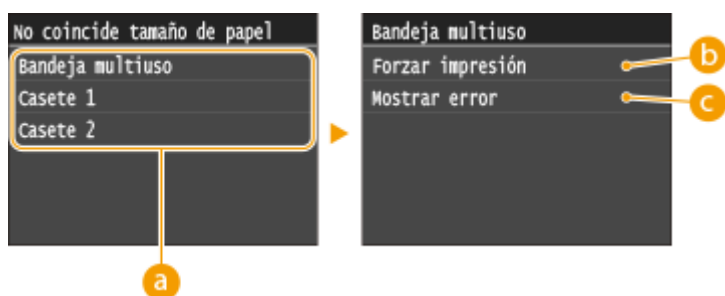 No coincide tamaño de papel
Bandeja multiuso
Casete 1
Casete 2
a
Bandeja multiuso
Forzar impresión
Mostrar error
b
c